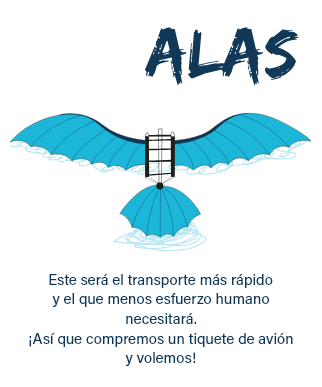 ALAS
Este será el transporte más rápido
y el que menos esfuerzo humano
necesitará.
¡Así que compremos un tiquete de avión
y volemos!